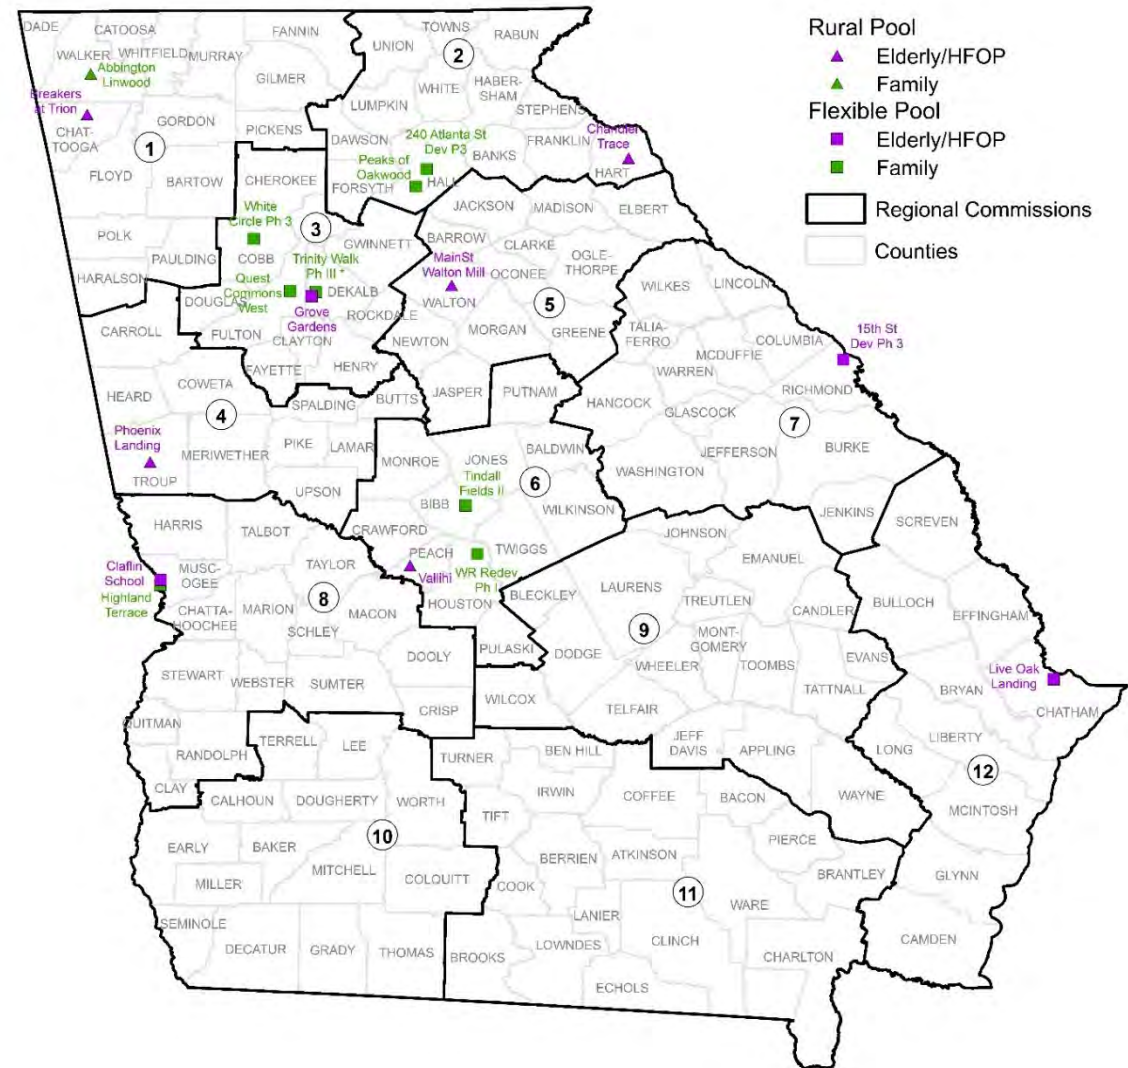 Rural Pool
Elderly/HFOP
Family
Flexible Pool
Elderly/HFOP
Family
Regional Commissions
Counties
DADE
CATOOSA
FANNIN
TOWNS
RABUN
UNION
WALKER
WHITFIELD
MURRAY
2
Abbington
Linwood
GILMER
WHITE
HABER-
SHAM
Breakers
at Trion
LUMPKIN
STEPHENS
GORDON
PICKENS
DAWSON
240 Atlanta St
Dev P3
BANKS
FRANKLIN
Chandler
Trace
CHAT-
TOOGA
1
Peaks of
Oakwood
HART
FLOYD
BARTOW
CHEROKEE
FORSYTH
HALL
White
Circle Ph 3
3
JACKSON
MADISON
ELBERT
POLK
COBB
GWINNETT
BARROW
CLARKE
OGLE-
THORPE
PAULDING
Trinity Walk
Ph III *
MainSt
Walton Mill
OCONEE
HARALSON
Quest
Commons
West
DEKALB
WILKES
LINCOLN
DOUGLAS
WALTON
5
CARROLL
Grove
Gardens
ROCKDALE
FULTON
CLAYTON
NEWTON
MORGAN
GREENE
TALIA-
FERRO
COLUMBIA
15th St
Dev Ph 3
FAYETTE
HENRY
MCDUFFIE
WARREN
HEARD
COWETA
SPALDING
BUTTS
JASPER
PUTNAM
RICHMOND
4
HANCOCK
GLASCOCK
7
Phoenix
Landing
MERIWETHER
PIKE
LAMAR
MONROE
JONES
BALDWIN
JEFFERSON
BURKE
TROUP
UPSON
Tindall
Fields II
6
WASHINGTON
BIBB
WILKINSON
JENKINS
HARRIS
TALBOT
CRAWFORD
SCREVEN
JOHNSON
EMANUEL
Claflin
School
MUSC-
OGEE
TAYLOR
PEACH
TWIGGS
Vallihi
WR Redev
Ph I
LAURENS
Highland
Terrace
CHATTA-
HOOCHEE
MARION
8
MACON
HOUSTON
BLECKLEY
TREUTLEN
CANDLER
BULLOCH
EFFINGHAM
SCHLEY
9
MONT-
GOMERY
DOOLY
PULASKI
DODGE
WHEELER
TOOMBS
EVANS
STEWART
WEBSTER
SUMTER
TATTNALL
BRYAN
Live Oak
Landing
WILCOX
CHATHAM
CRISP
TELFAIR
QUITMAN
RANDOLPH
TERRELL
LEE
TURNER
BEN HILL
JEFF
DAVIS
APPLING
LONG
LIBERTY
12
CLAY
CALHOUN
DOUGHERTY
WORTH
IRWIN
COFFEE
BACON
WAYNE
MCINTOSH
TIFT
EARLY
BAKER
10
PIERCE
MITCHELL
BERRIEN
ATKINSON
BRANTLEY
GLYNN
MILLER
COLQUITT
COOK
11
WARE
SEMINOLE
LANIER
DECATUR
GRADY
THOMAS
BROOKS
LOWNDES
CLINCH
CAMDEN
CHARLTON
ECHOLS